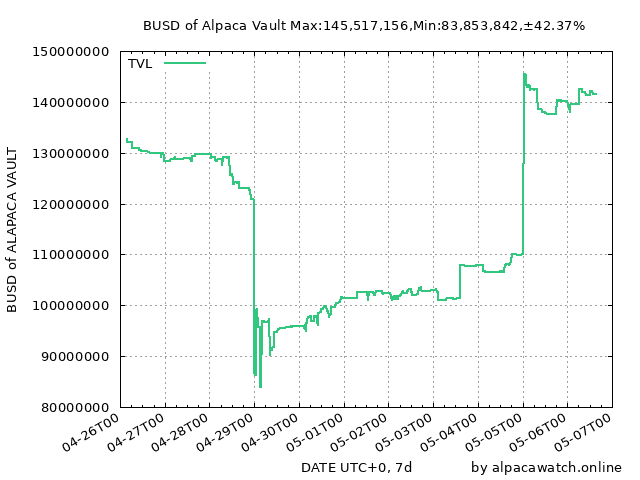 BUSD of Alpaca Vault Max:145,517,156,Min:83,853,842,±42.37%
TVL
150000000
140000000
130000000
120000000
110000000
100000000
90000000
80000000
BUSD of ALAPACA VAULT
04-26T00
04-27T00
04-28T00
04-29T00
04-30T00
05-01T00
05-02T00
05-03T00
05-04T00
05-05T00
05-06T00
05-07T00
DATE UTC+0, 7d
by alpacawatch.online